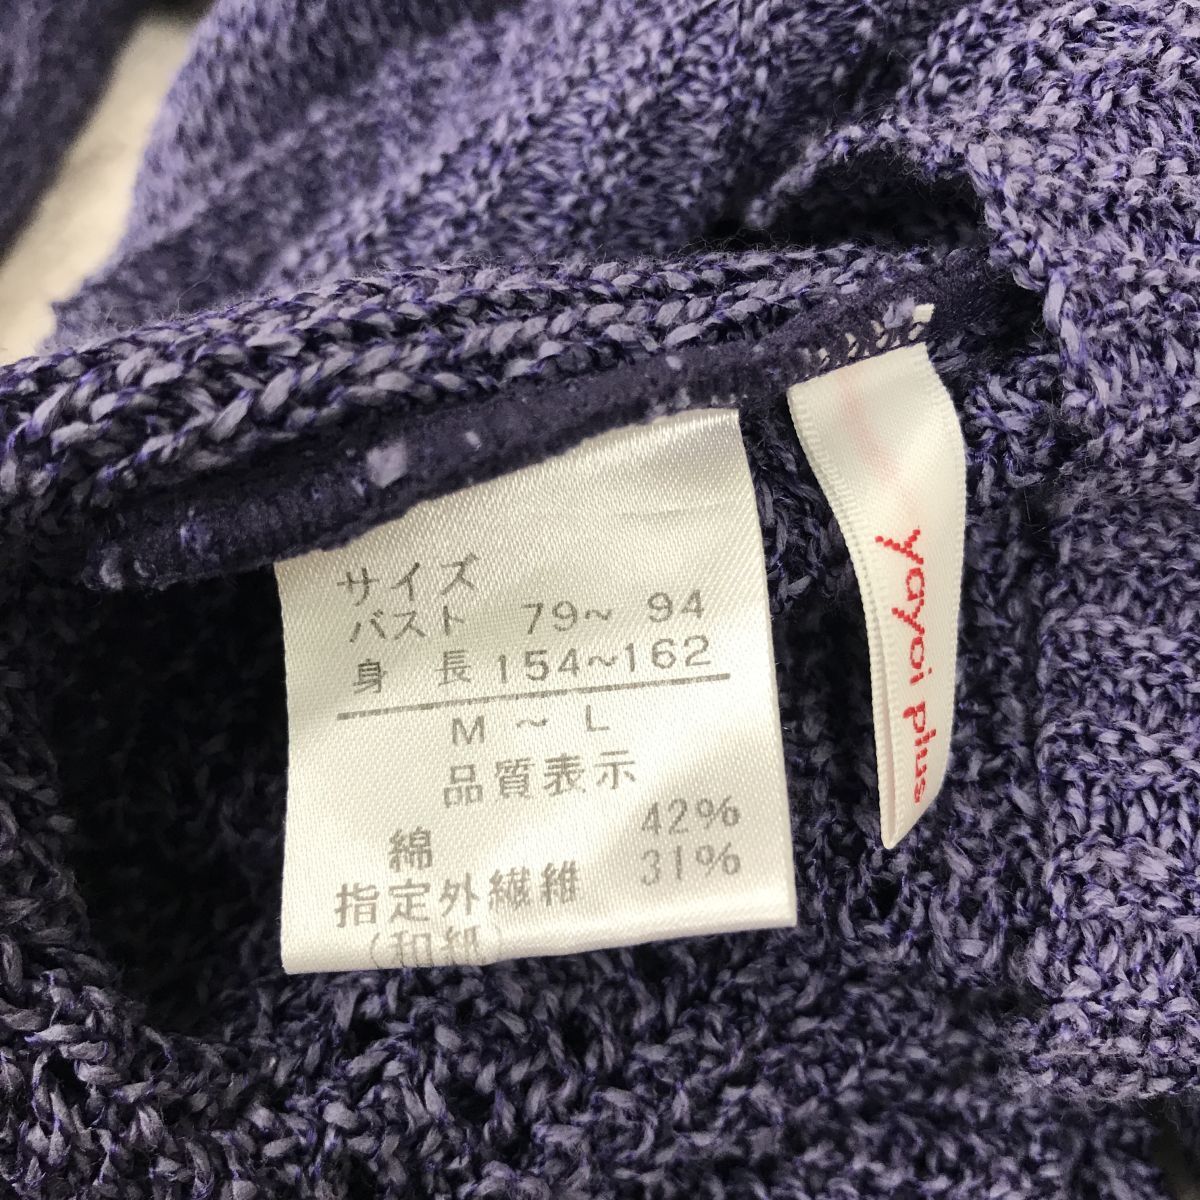 サイズ
バスト 79～ 94
身 長 154～162
M ～ L
品質表示
綿 42%
指定外繊維 31%
(和紙)
yayoi plus